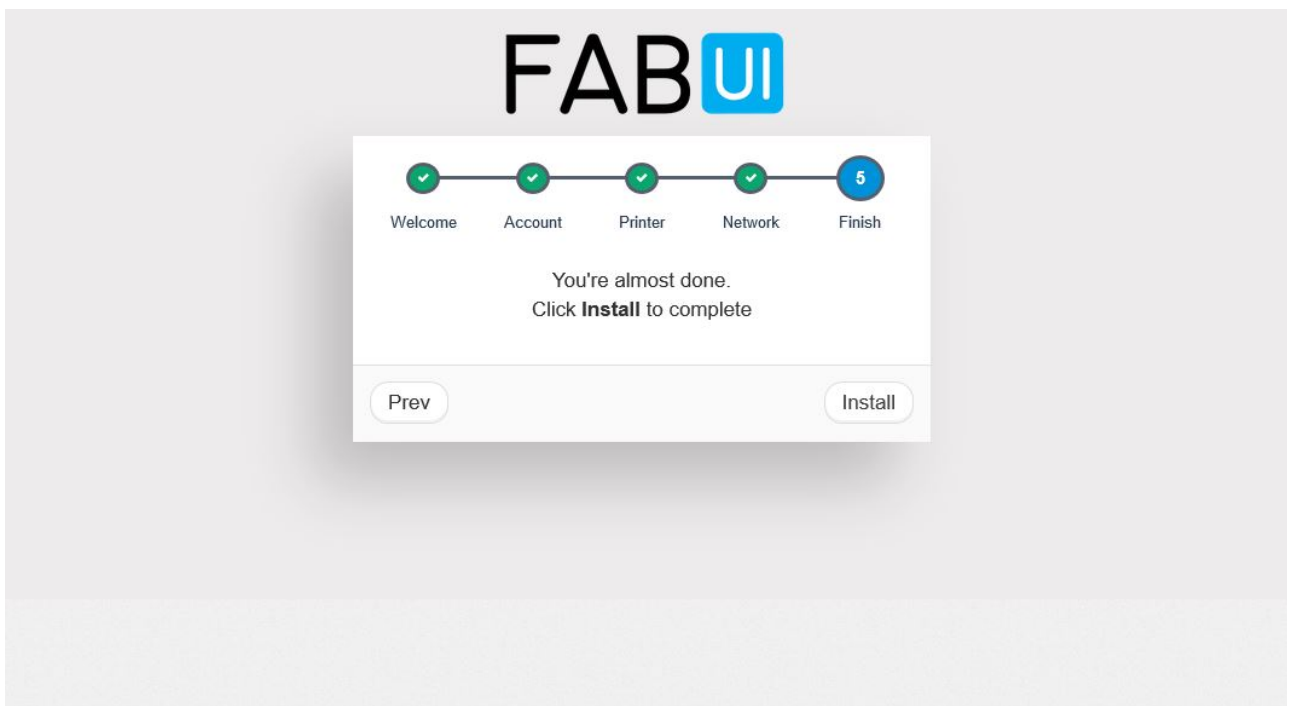 FABUI
5
Welcome Account Printer Network Finish
You're almost done.
Click Install to complete
Prev Install